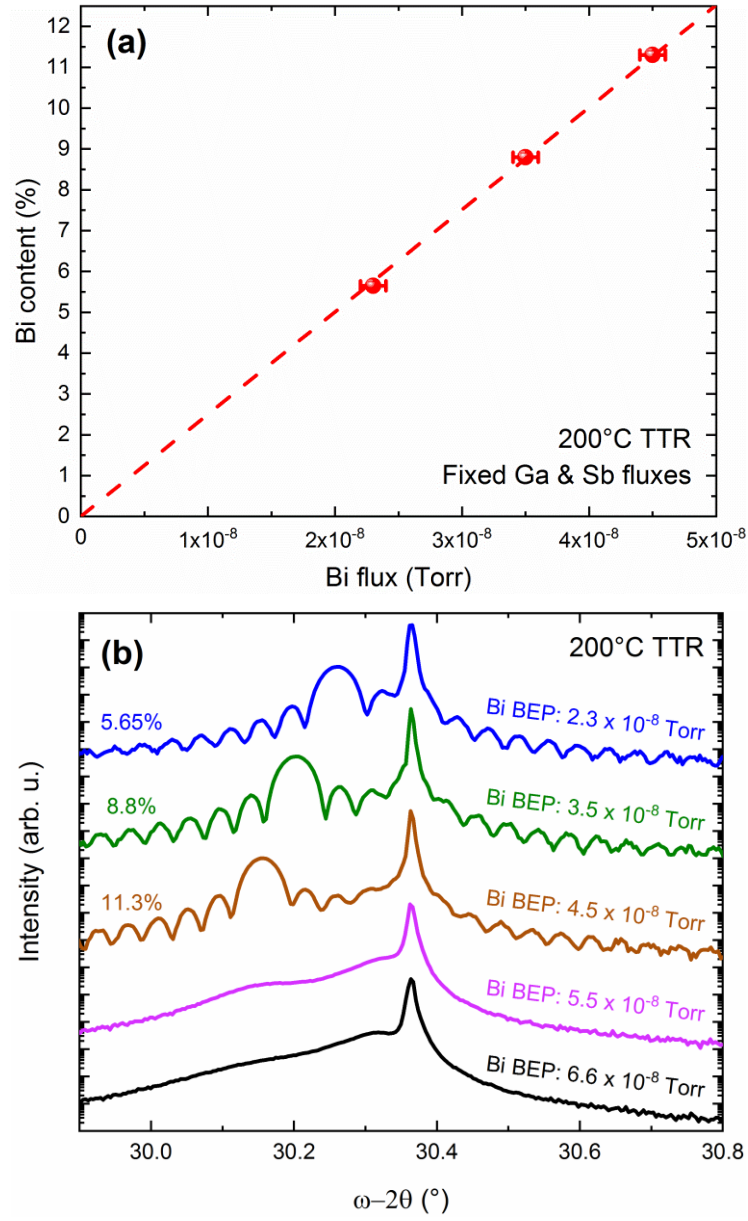 (a)
Bi content (%)
12
11
10
9
8
7
6
5
4
3
2
1
0
200°C TTR
Fixed Ga & Sb fluxes
0 1x10⁻⁸ 2x10⁻⁸ 3x10⁻⁸ 4x10⁻⁸ 5x10⁻⁸
Bi flux (Torr)
(b)
200°C TTR
Intensity (arb. u.)
5.65% Bi BEP: 2.3 x 10⁻⁸ Torr
8.8% Bi BEP: 3.5 x 10⁻⁸ Torr
11.3% Bi BEP: 4.5 x 10⁻⁸ Torr
Bi BEP: 5.5 x 10⁻⁸ Torr
Bi BEP: 6.6 x 10⁻⁸ Torr
30.0 30.2 30.4 30.6 30.8
ω–2θ (°)